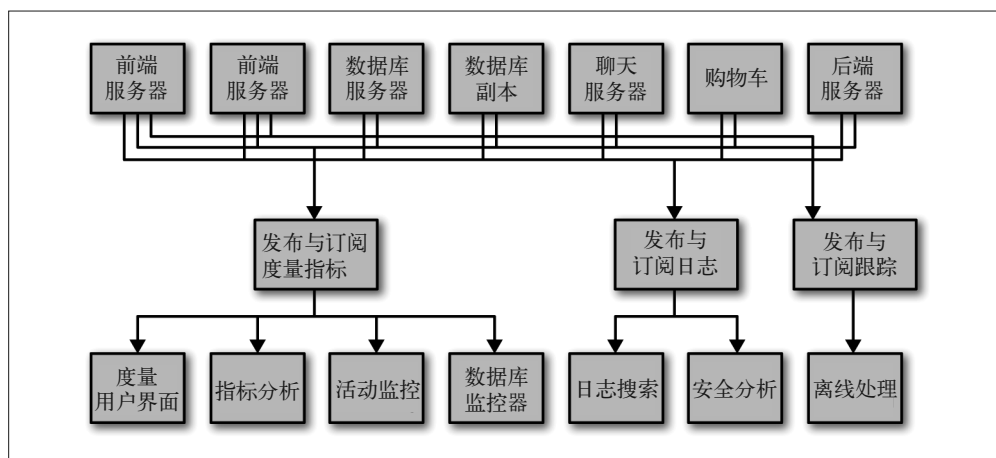 前端
服务器
前端
服务器
数据库
服务器
数据库
副本
聊天
服务器
购物车
后端
服务器
发布与订阅
度量指标
发布与
订阅日志
发布与
订阅跟踪
度量
用户界面
指标分析
活动监控
数据库
监控器
日志搜索
安全分析
离线处理